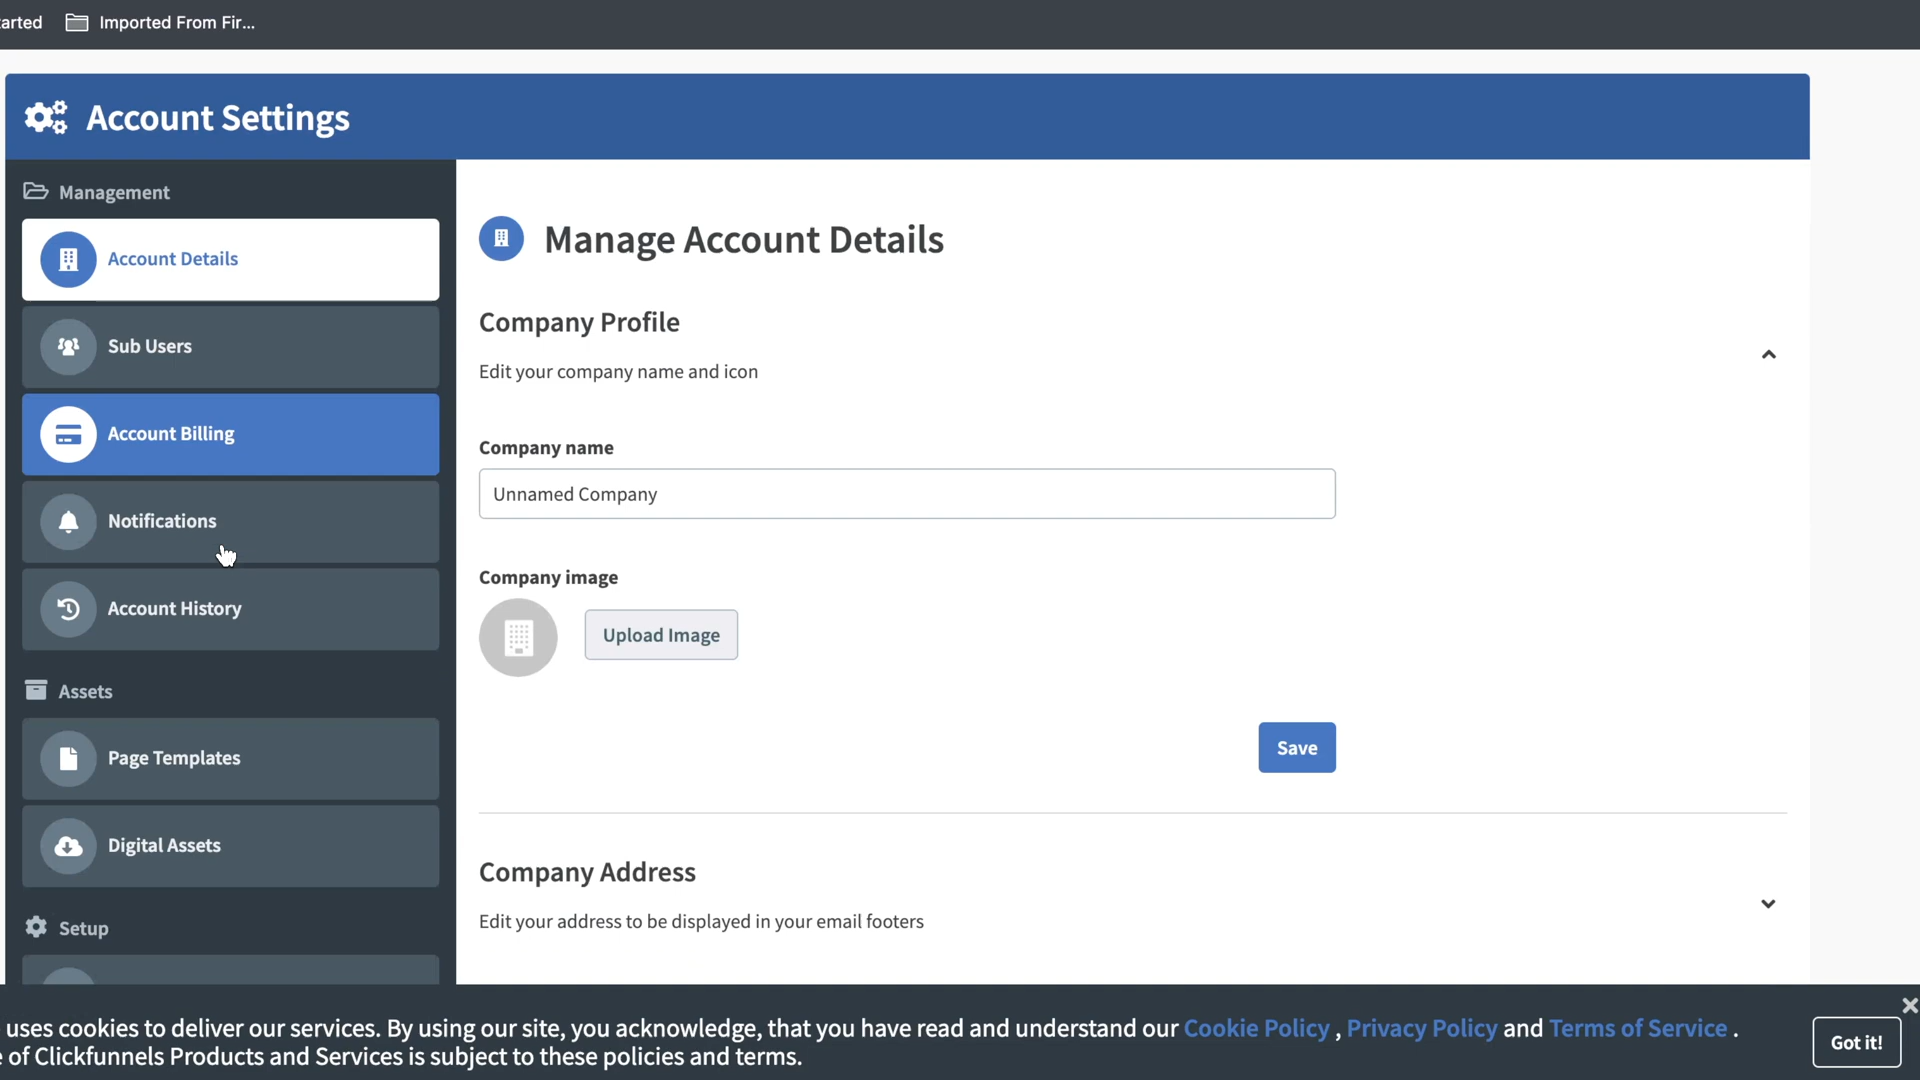 arted Imported From Fir...
Account Settings
Management
Account Details
Sub Users
Account Billing
Notifications
Account History
Assets
Page Templates
Digital Assets
Setup
Manage Account Details
Company Profile
Edit your company name and icon
Company name
Unnamed Company
Company image
Upload Image
Save
Company Address
Edit your address to be displayed in your email footers
uses cookies to deliver our services. By using our site, you acknowledge, that you have read and understand our Cookie Policy , Privacy Policy and Terms of Service .
e of Clickfunnels Products and Services is subject to these policies and terms.
Got it!